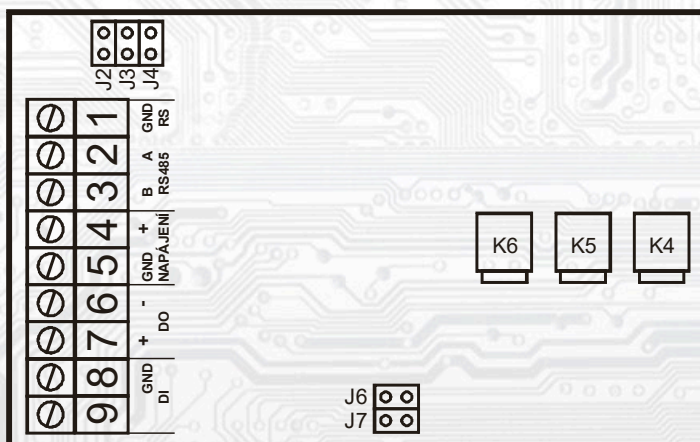 J2 J3 J4
1 GND RS
2 A
3 B RS485
4 +
5 GND NAPÁJENÍ
6 -
7 + DO
8 GND
9 DI
K6 K5 K4
J6
J7